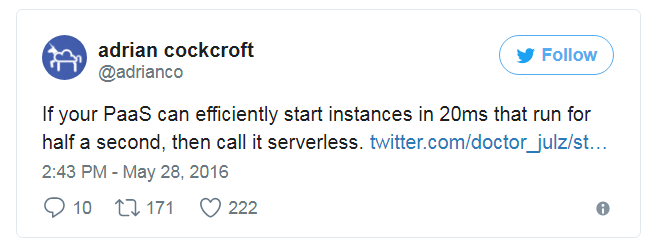 adrian cockcroft
@adrianco
Follow
If your PaaS can efficiently start instances in 20ms that run for
half a second, then call it serverless. twitter.com/doctor_julz/st…
2:43 PM - May 28, 2016
10 171 222